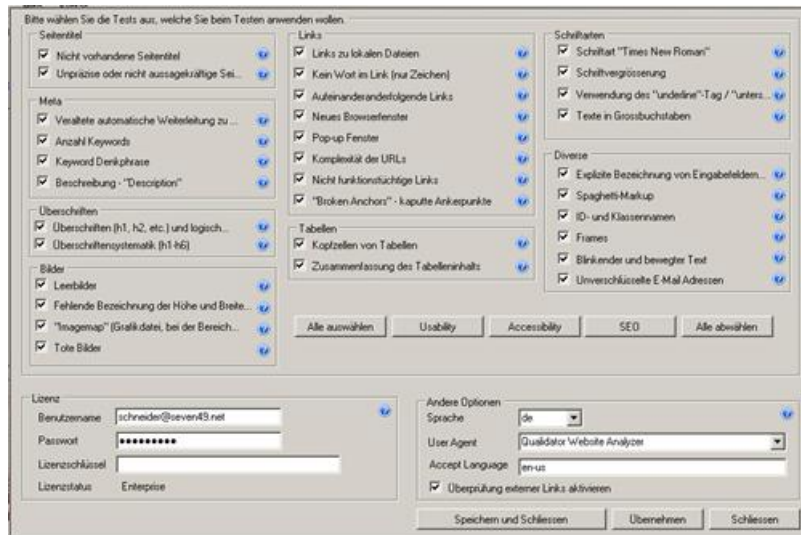 Bitte wählen Sie die Tests aus, welche Sie beim Testen anwenden wollen.
Seitentitel
Nicht vorhandene Seitentitel
Unpräzise oder nicht aussagekräftige Sei...
Meta
Veraltete automatische Weiterleitung zu ...
Anzahl Keywords
Keyword Denkphrase
Beschreibung - "Description"
Überschriften
Überschriften (h1, h2, etc.) und logisch...
Überschriftensystematik (h1-h6)
Bilder
Leerbilder
Fehlende Bezeichnung der Höhe und Breite...
"Imagemap" (Grafikdatei, bei der Bereich...
Tote Bilder
Links
Links zu lokalen Dateien
Kein Wort im Link (nur Zeichen)
Aufeinanderanderfolgende Links
Neues Browserfenster
Pop-up Fenster
Komplexität der URLs
Nicht funktionstüchtige Links
"Broken Anchors" - kaputte Ankerpunkte
Tabellen
Kopfzellen von Tabellen
Zusammenfassung des Tabelleninhalts
Schriftarten
Schriftart "Times New Roman"
Schriftvergrösserung
Verwendung des "underline"-Tag / "unters...
Texte in Grossbuchstaben
Diverse
Explizite Bezeichnung von Eingabefeldern...
Spaghetti-Markup
ID- und Klassennamen
Frames
Blinkender und bewegter Text
Unverschlüsselte E-Mail Adressen
Alle auswählen Usability Accessibility SEO Alle abwählen
Lizenz
Benutzername schneider@seven49.net
Passwort •••••••••
Lizenzschlüssel
Lizenzstatus Enterprise
Andere Optionen
Sprache de
User Agent Qualidator Website Analyzer
Accept Language en-us
Überprüfung externer Links aktivieren
Speichern und Schliessen Übernehmen Schliessen